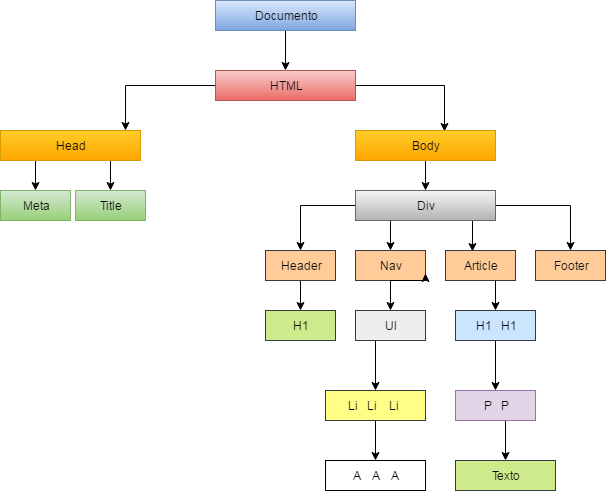 Documento
HTML
Head
Body
Meta
Title
Div
Header
Nav
Article
Footer
H1
Ul
H1 H1
Li Li Li
P P
A A A
Texto